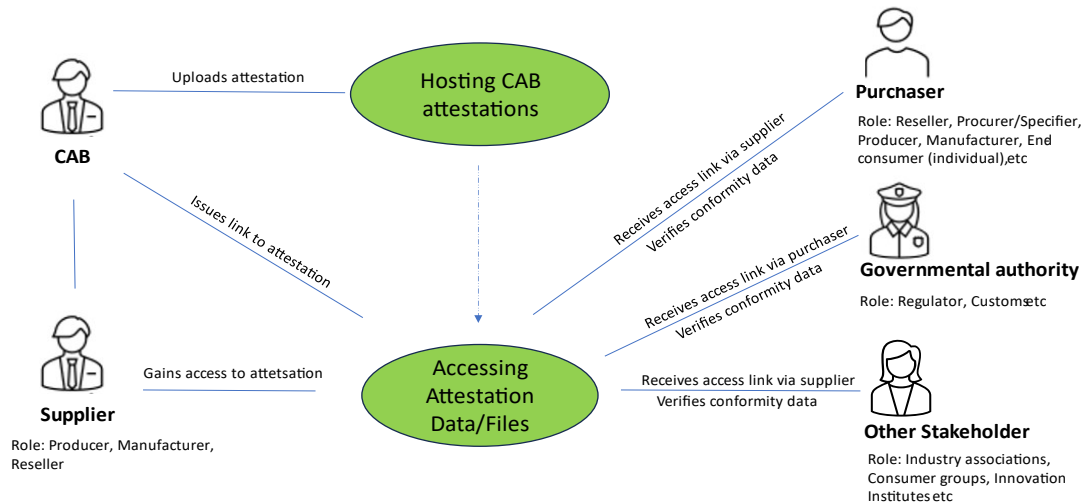 Uploads attestation
Hosting CAB
attestations
CAB
Purchaser
Role: Reseller, Procurer/Specifier,
Producer, Manufacturer, End
consumer (individual),etc
Issues link to attestation
Receives access link via supplier
Verifies conformity data
Receives access link via purchaser
Verifies conformity data
Governmental authority
Role: Regulator, Customs etc
Supplier
Role: Producer, Manufacturer,
Reseller
Gains access to attetsation
Accessing
Attestation
Data/Files
Receives access link via supplier
Verifies conformity data
Other Stakeholder
Role: Industry associations,
Consumer groups, Innovation
Institutes etc